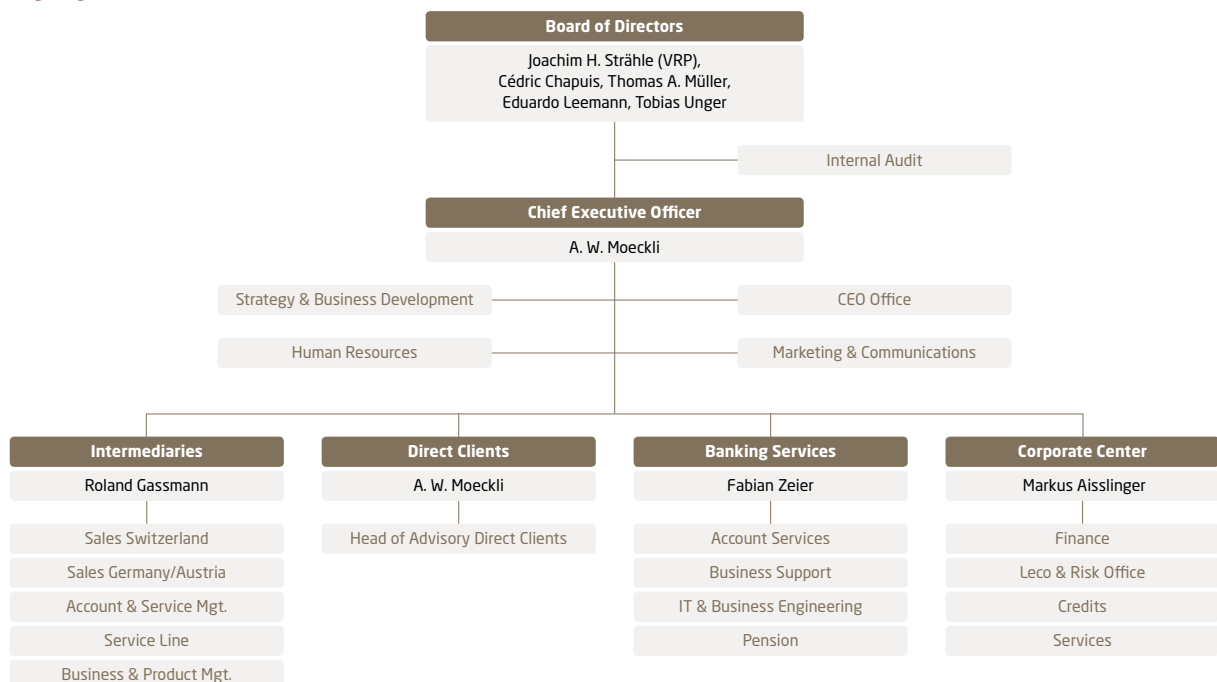 Board of Directors
Joachim H. Strähle (VRP),
Cédric Chapuis, Thomas A. Müller,
Eduardo Leemann, Tobias Unger
Internal Audit
Chief Executive Officer
A. W. Moeckli
Strategy & Business Development
CEO Office
Human Resources
Marketing & Communications
Intermediaries
Roland Gassmann
Sales Switzerland
Sales Germany/Austria
Account & Service Mgt.
Service Line
Business & Product Mgt.
Direct Clients
A. W. Moeckli
Head of Advisory Direct Clients
Banking Services
Fabian Zeier
Account Services
Business Support
IT & Business Engineering
Pension
Corporate Center
Markus Aisslinger
Finance
Leco & Risk Office
Credits
Services